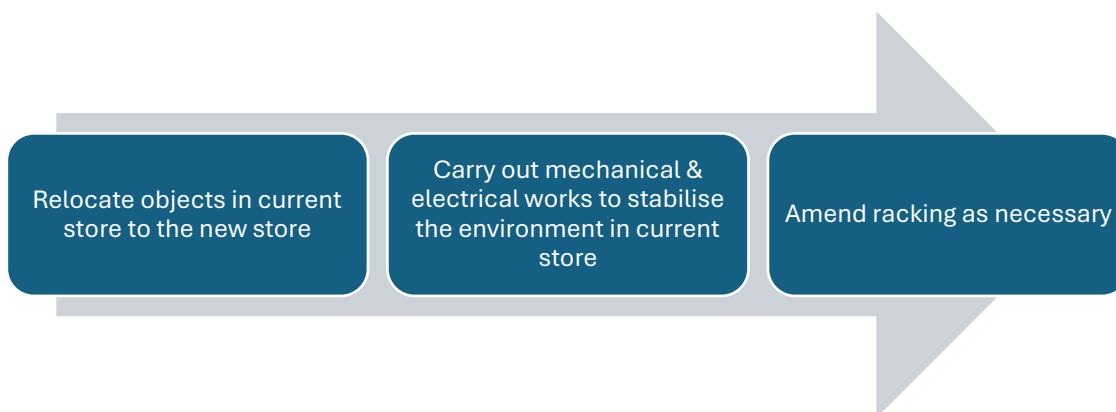 Relocate objects in current
store to the new store
Carry out mechanical &
electrical works to stabilise
the environment in current
store
Amend racking as necessary